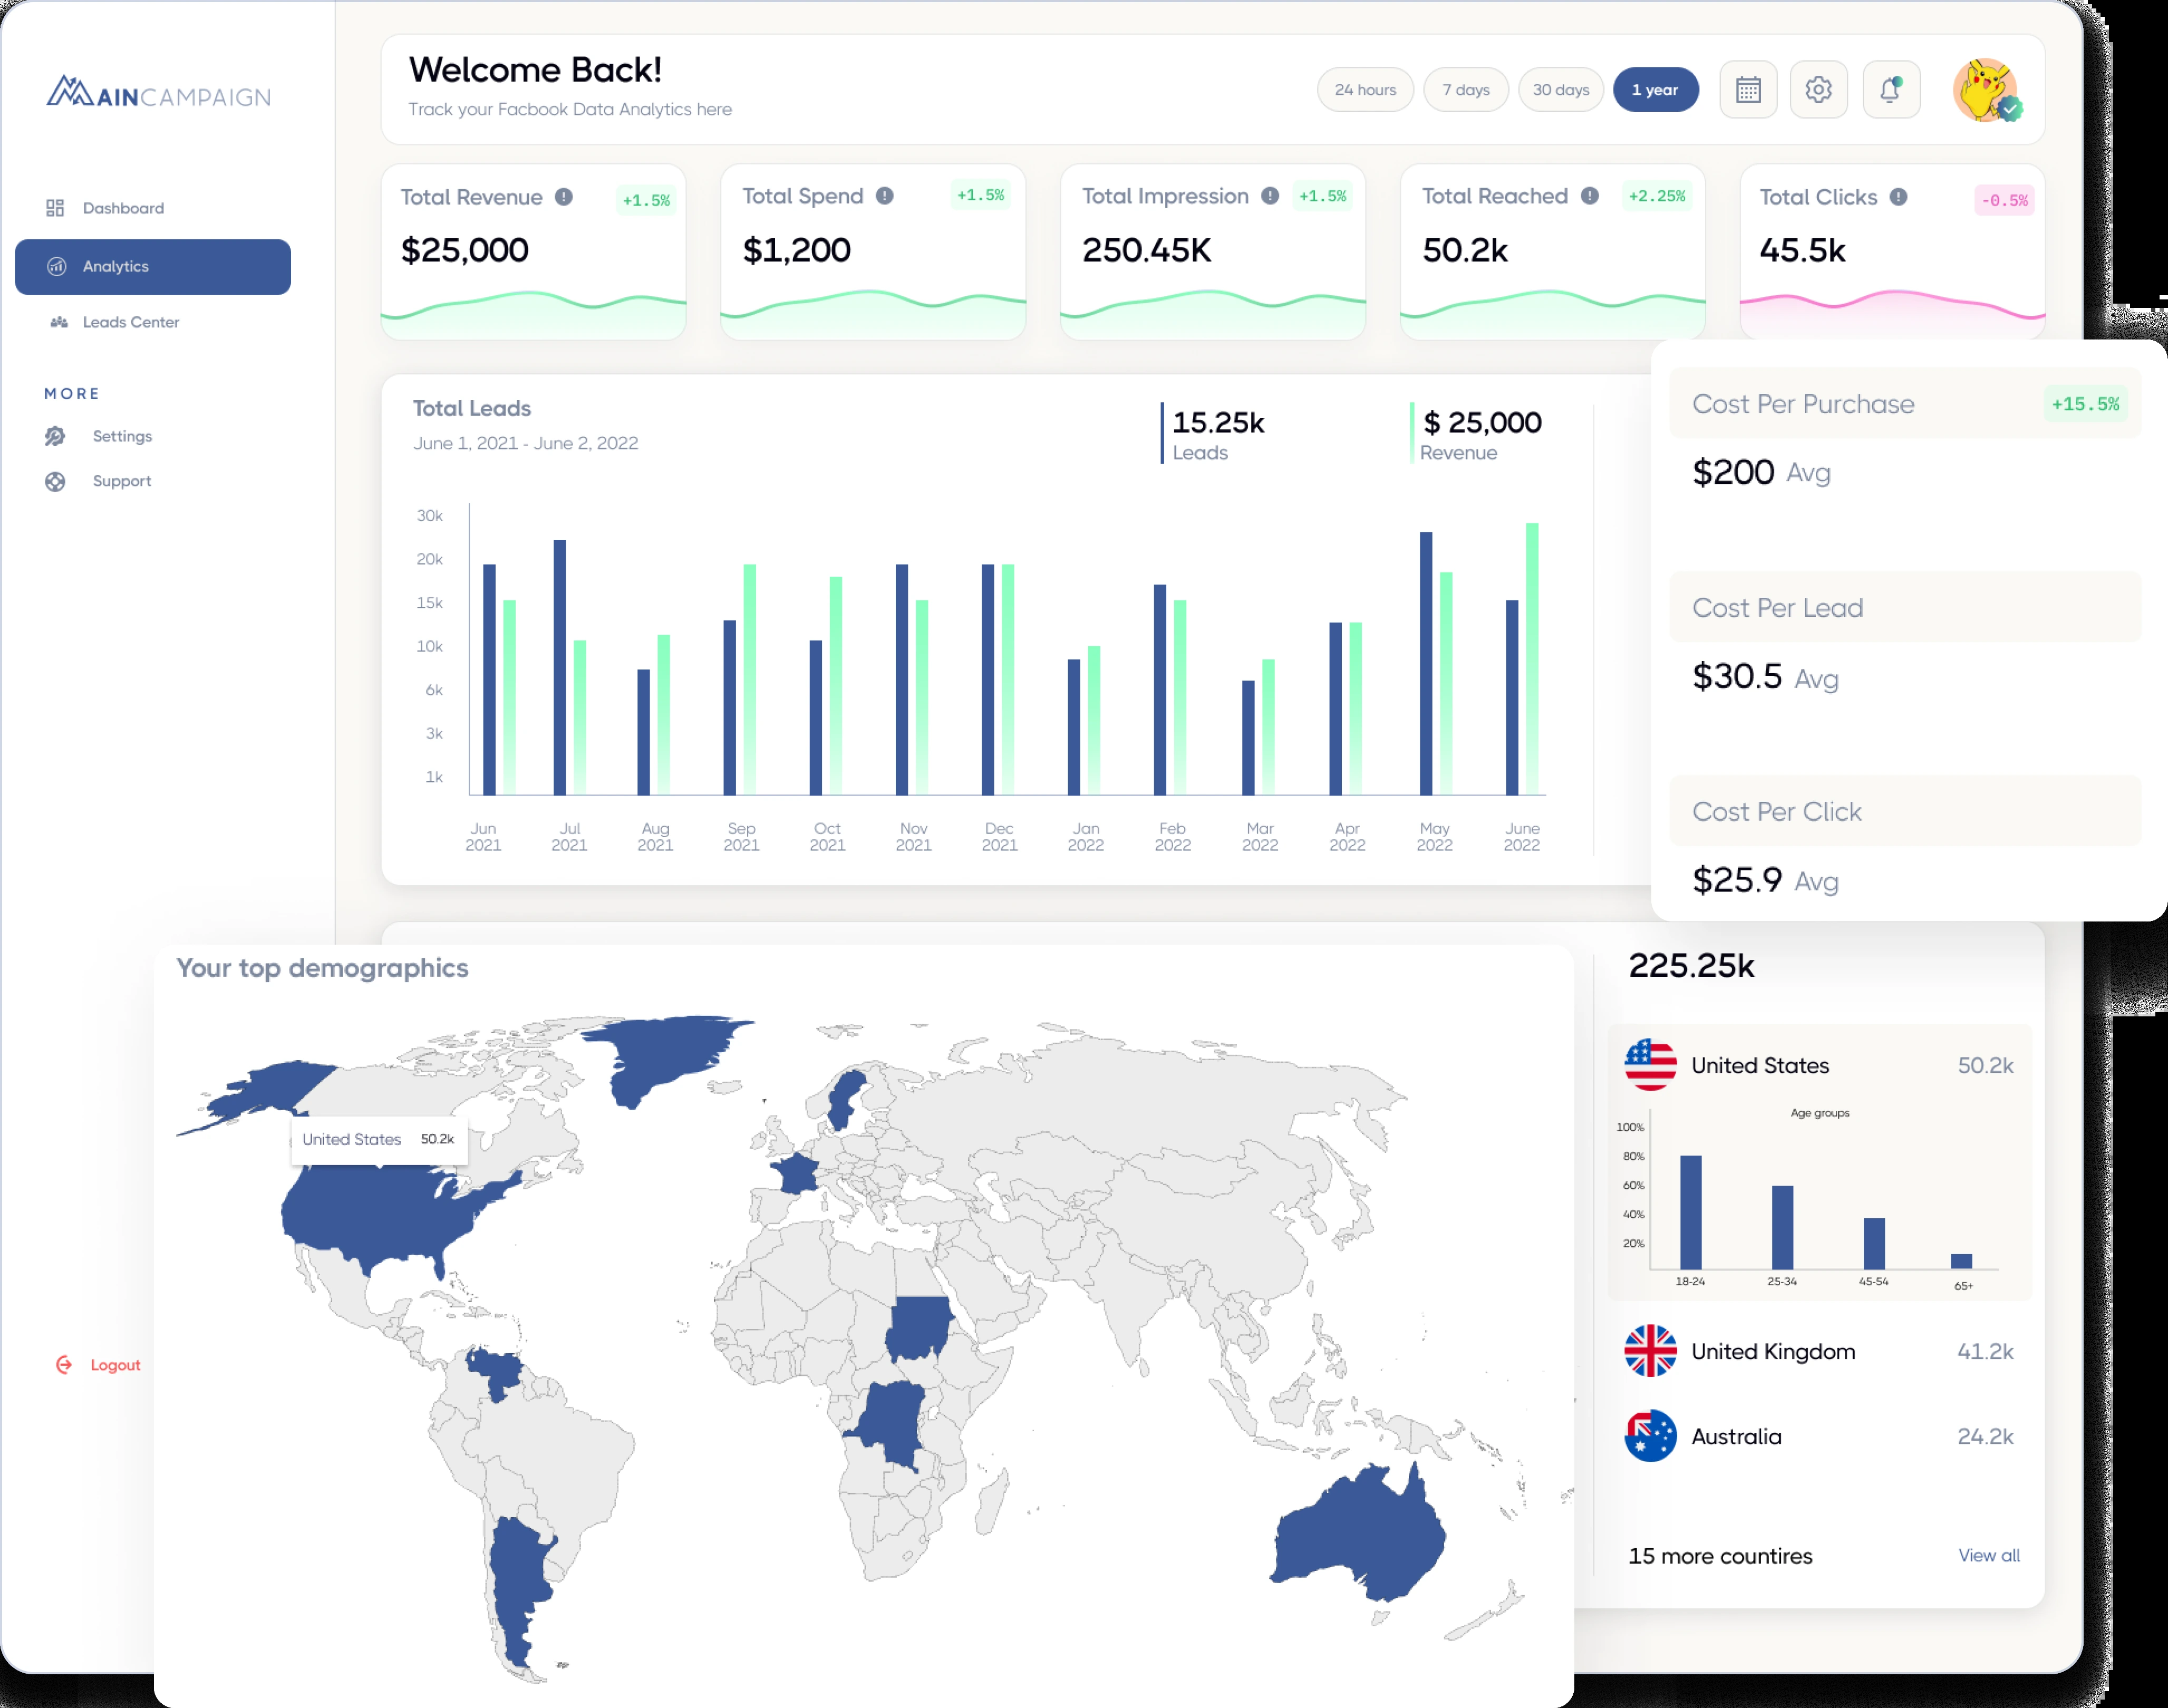 MAINCAMPAIGN
Dashboard
Analytics
Leads Center
MORE
Settings
Support
Logout
Welcome Back!
Track your Facbook Data Analytics here
24 hours 7 days 30 days 1 year
Total Revenue +1.5%
$25,000
Total Spend +1.5%
$1,200
Total Impression +1.5%
250.45K
Total Reached +2.25%
50.2k
Total Clicks -0.5%
45.5k
Total Leads
June 1, 2021 - June 2, 2022
15.25k
Leads
$ 25,000
Revenue
30k
20k
15k
10k
6k
3k
1k
Jun Jul Aug Sep Oct Nov Dec Jan Feb Mar Apr May June
2021 2021 2021 2021 2021 2021 2021 2022 2022 2022 2022 2022 2022
Cost Per Purchase +15.5%
$200 Avg
Cost Per Lead
$30.5 Avg
Cost Per Click
$25.9 Avg
Your top demographics
United States 50.2k
225.25k
United States 50.2k
Age groups
100%
80%
60%
40%
20%
18-24 25-34 45-54 65+
United Kingdom 41.2k
Australia 24.2k
15 more countires View all